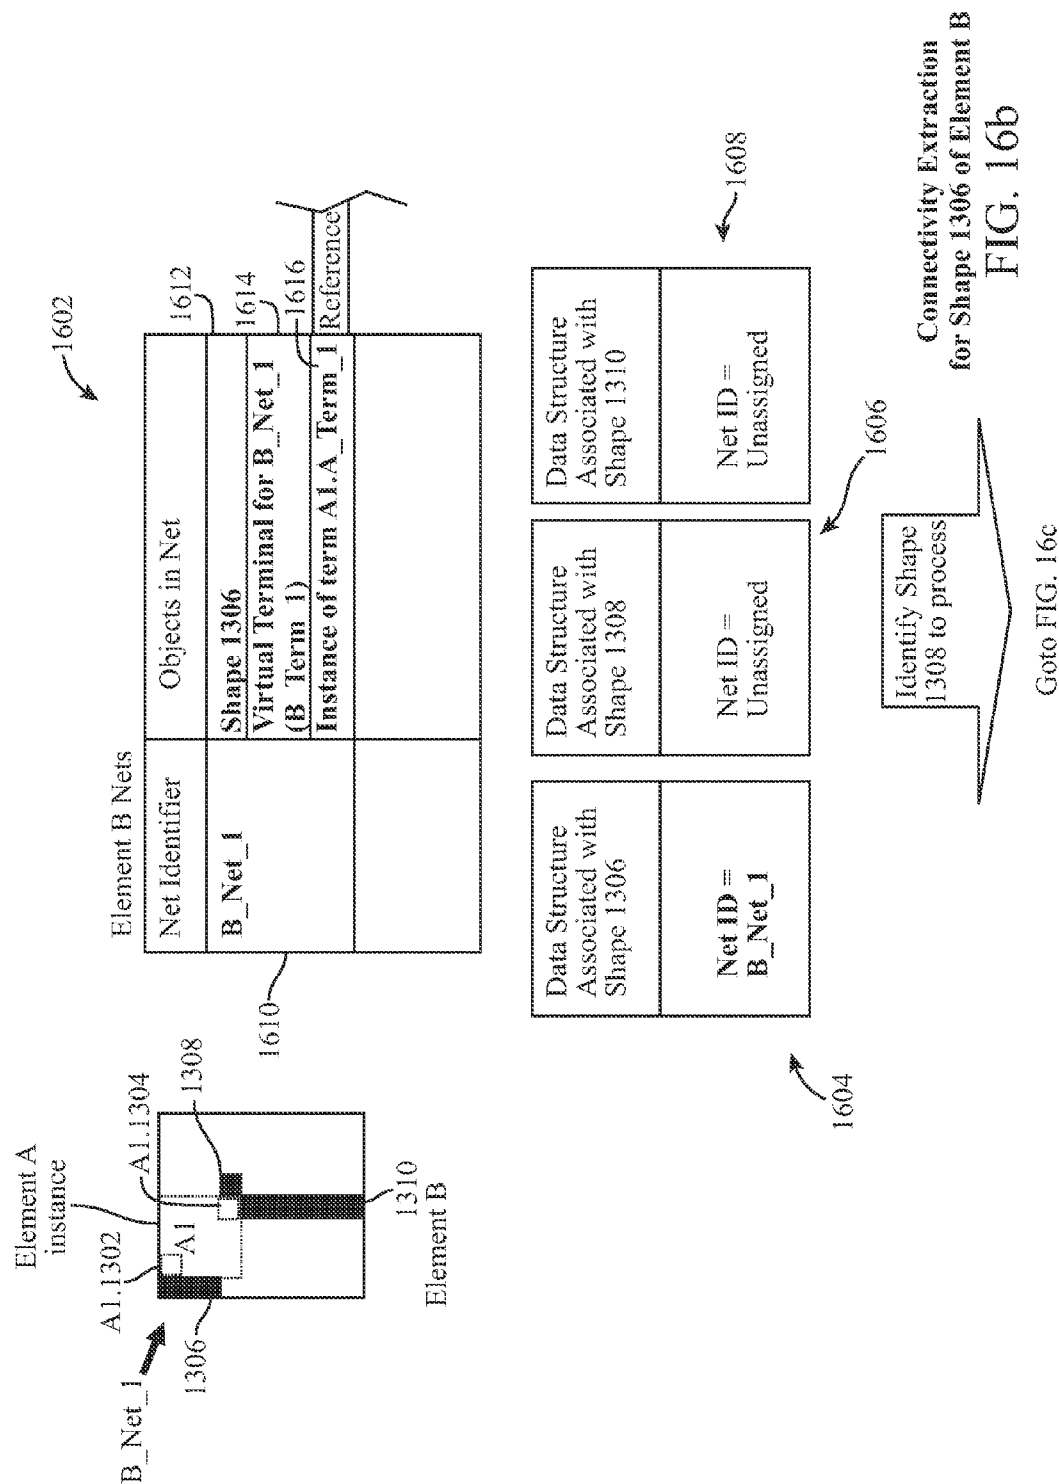 Element A
instance
A1.1302
A1.1304
1308
B_Net_1
A1
1306
1310
Element B
1602
Element B Nets
Net Identifier
Objects in Net
B_Net_1
Shape 1306
Virtual Terminal for B_Net_1
(B_Term_1)
Instance of term A1.A_Term_1
Reference
1610
1612
1614
1616
Data Structure
Associated with
Shape 1306
Net ID =
B_Net_1
Data Structure
Associated with
Shape 1308
Net ID =
Unassigned
Data Structure
Associated with
Shape 1310
Net ID =
Unassigned
1604
1606
1608
Identify Shape
1308 to process
Goto FIG. 16c
Connectivity Extraction
for Shape 1306 of Element B
FIG. 16b